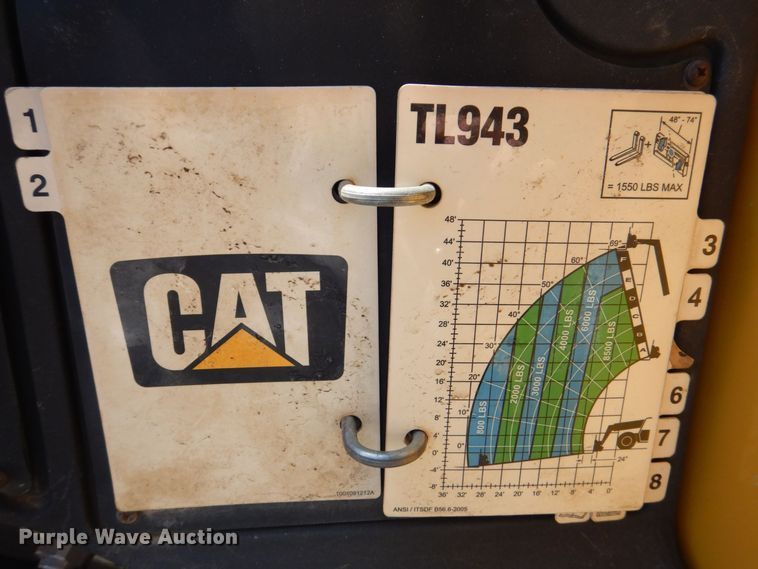 1
2
CAT
1001091212A
TL943
48" - 74"
+
= 1550 LBS MAX
48'
44'
40'
36'
32'
28'
24'
20'
16'
12'
8'
4'
0'
-4'
-8'
69°
60°
50°
40°
30°
20°
10°
0°
800 LBS
2000 LBS
3000 LBS
4000 LBS
6000 LBS
8500 LBS
F
E
D
C
B
A
24"
36' 32' 28' 24' 20' 16' 12' 8' 4' 0'
ANSI / ITSDF B56.6-2005
3
4
6
7
8
Purple Wave Auction